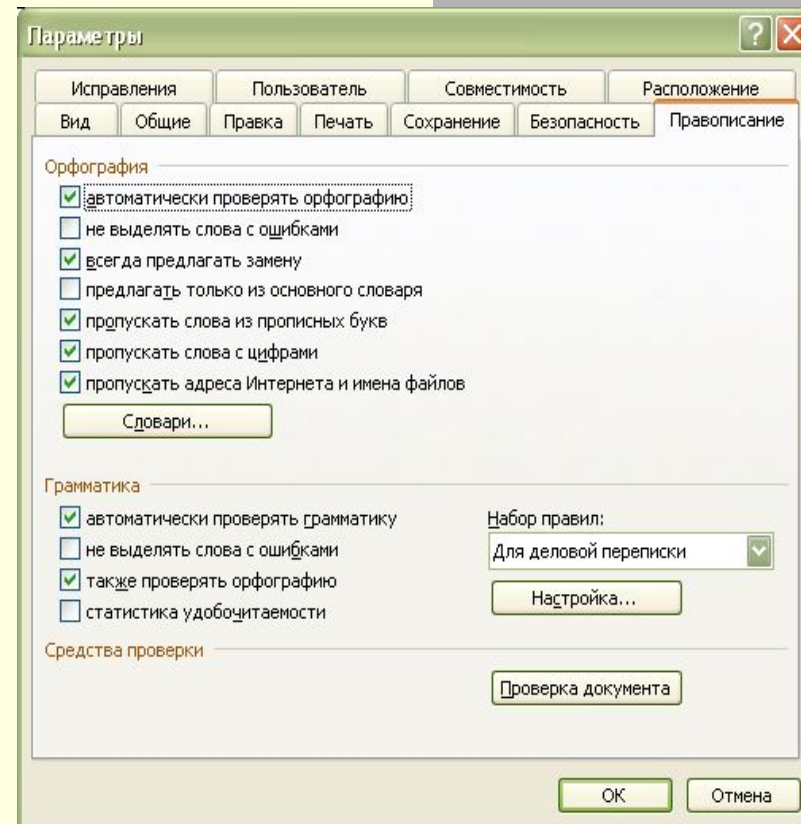 Параметры
Исправления Пользователь Совместимость Расположение
Вид Общие Правка Печать Сохранение Безопасность Правописание
Орфография
автоматически проверять орфографию
не выделять слова с ошибками
всегда предлагать замену
предлагать только из основного словаря
пропускать слова из прописных букв
пропускать слова с цифрами
пропускать адреса Интернета и имена файлов
Словари...
Грамматика
автоматически проверять грамматику Набор правил:
не выделять слова с ошибками Для деловой переписки
также проверять орфографию
статистика удобочитаемости Настройка...
Средства проверки
Проверка документа
ОК Отмена